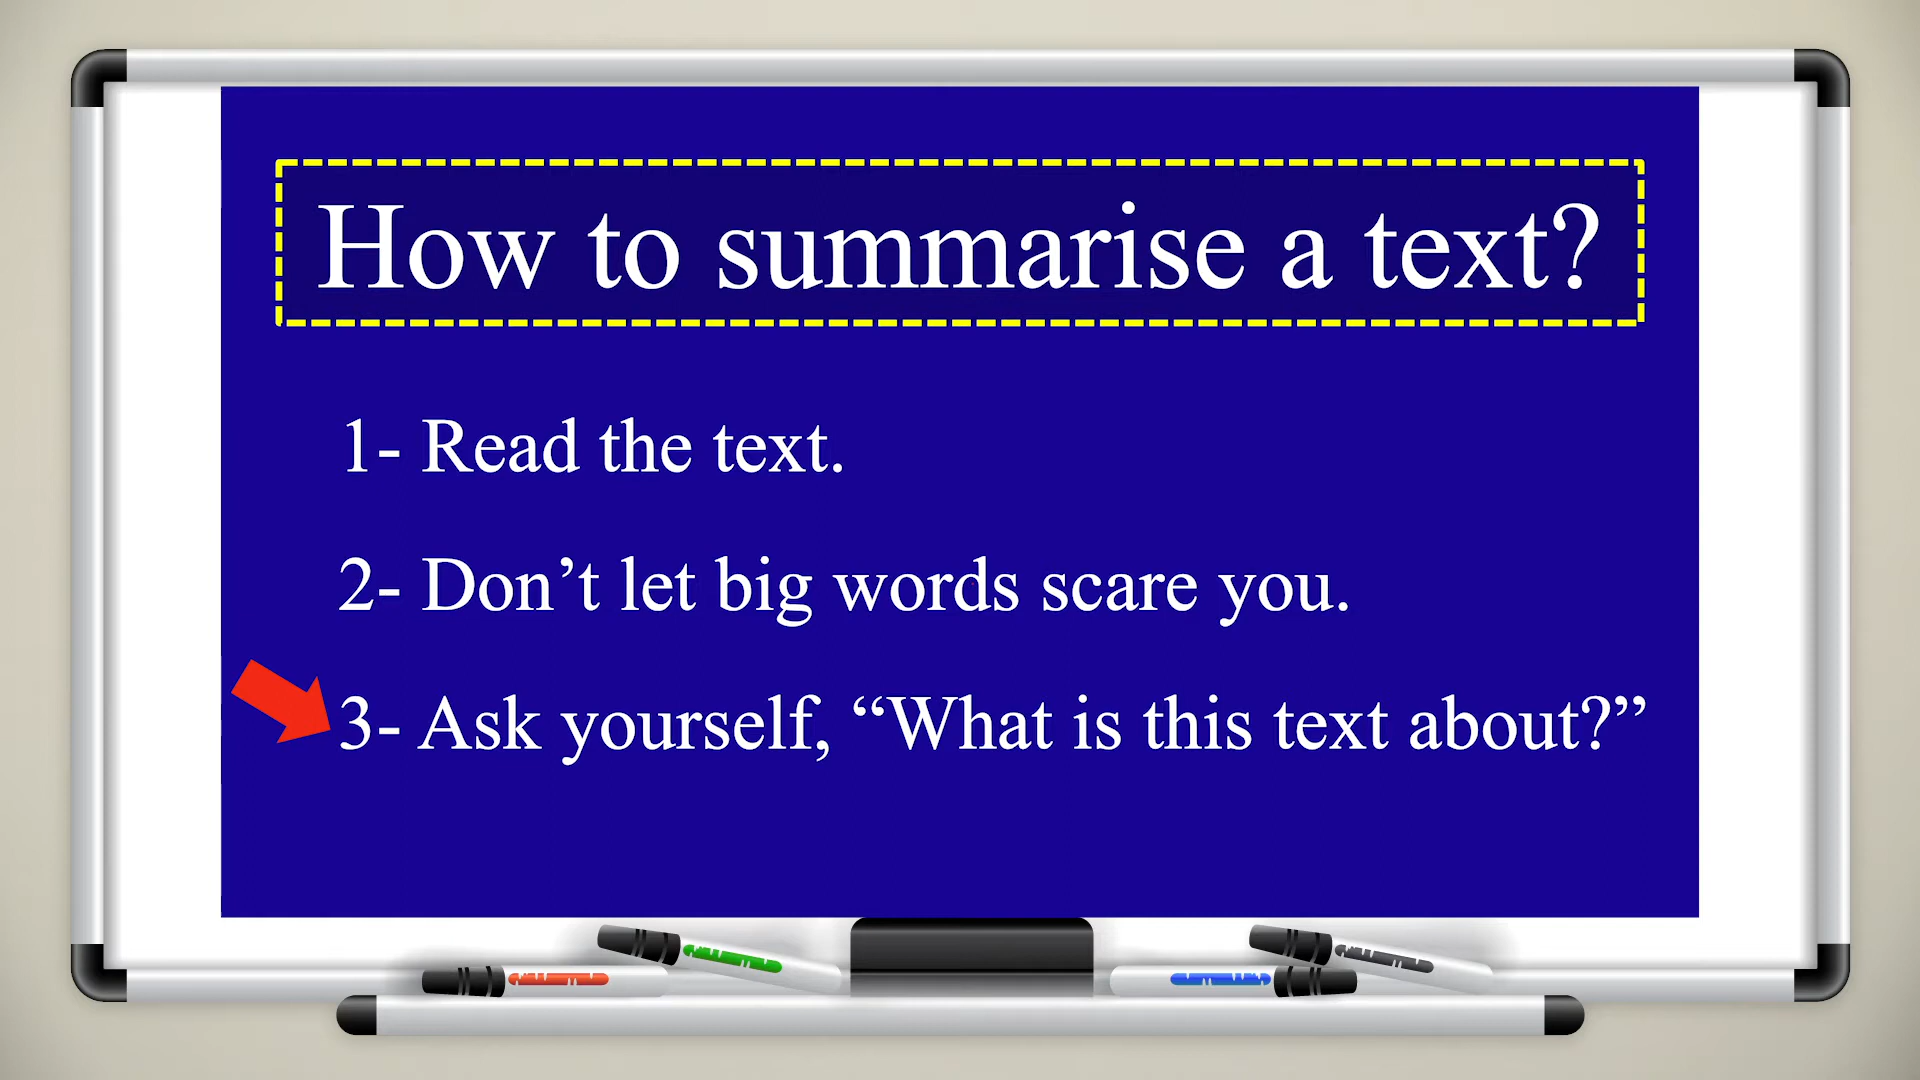 How to summarise a text?
1- Read the text.
2- Don’t let big words scare you.
3- Ask yourself, “What is this text about?”